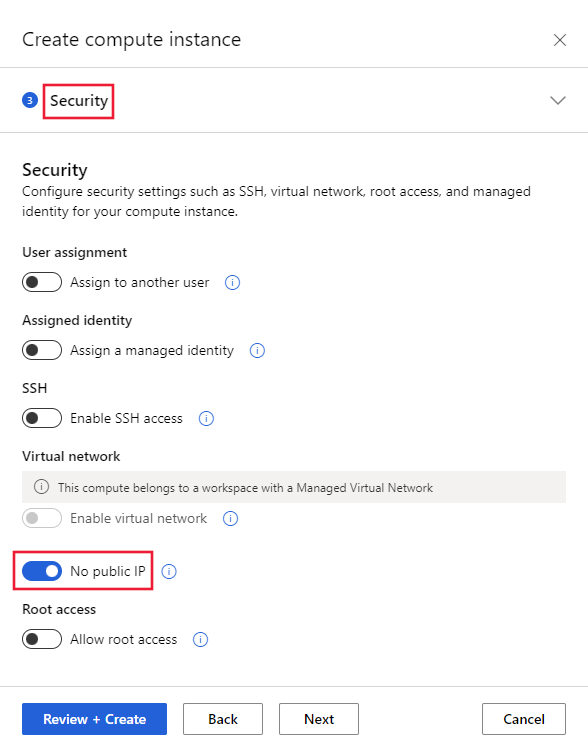 Create compute instance
3 Security
Security
Configure security settings such as SSH, virtual network, root access, and managed
identity for your compute instance.
User assignment
Assign to another user
Assigned identity
Assign a managed identity
SSH
Enable SSH access
Virtual network
This compute belongs to a workspace with a Managed Virtual Network
Enable virtual network
No public IP
Root access
Allow root access
Review + Create Back Next Cancel